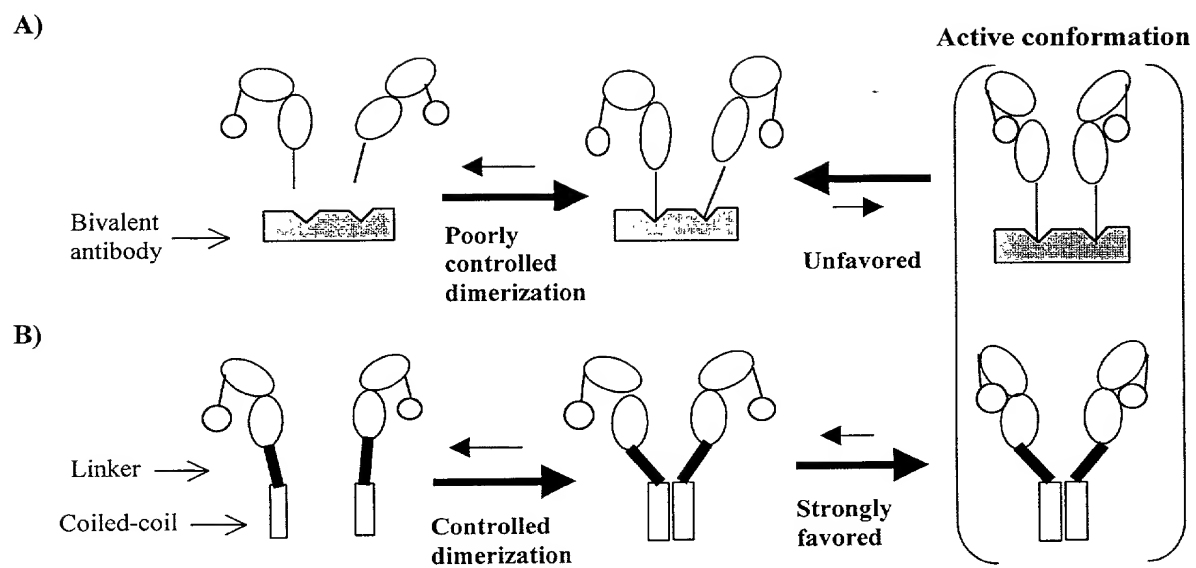 A)
Active conformation
Bivalent
antibody
Poorly
controlled
dimerization
Unfavored
B)
Linker
Coiled-coil
Controlled
dimerization
Strongly
favored